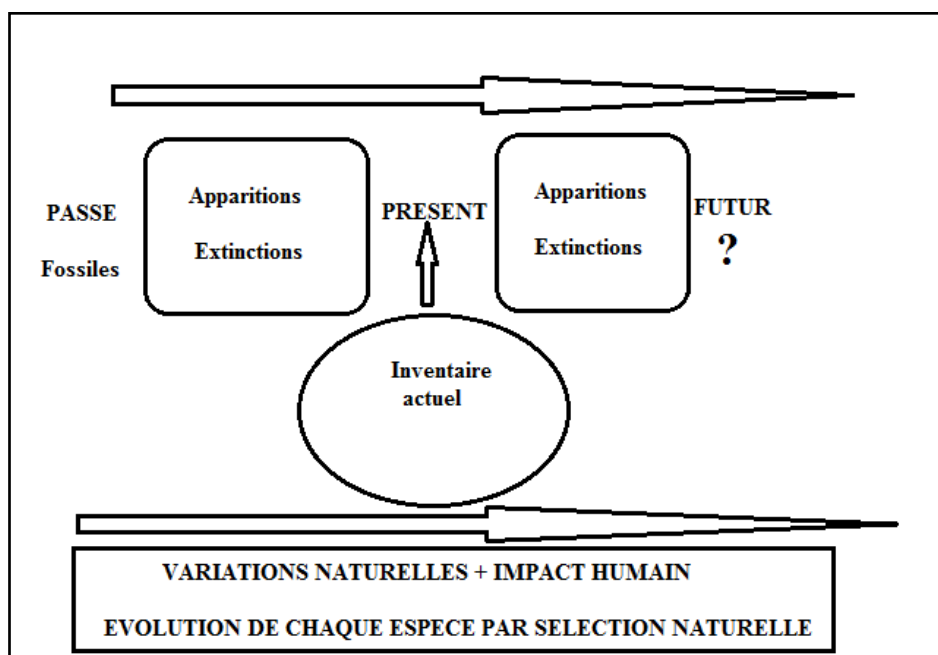 PASSE
Fossiles
Apparitions
Extinctions
PRESENT
Apparitions
Extinctions
FUTUR
?
Inventaire
actuel
VARIATIONS NATURELLES + IMPACT HUMAIN
EVOLUTION DE CHAQUE ESPECE PAR SELECTION NATURELLE